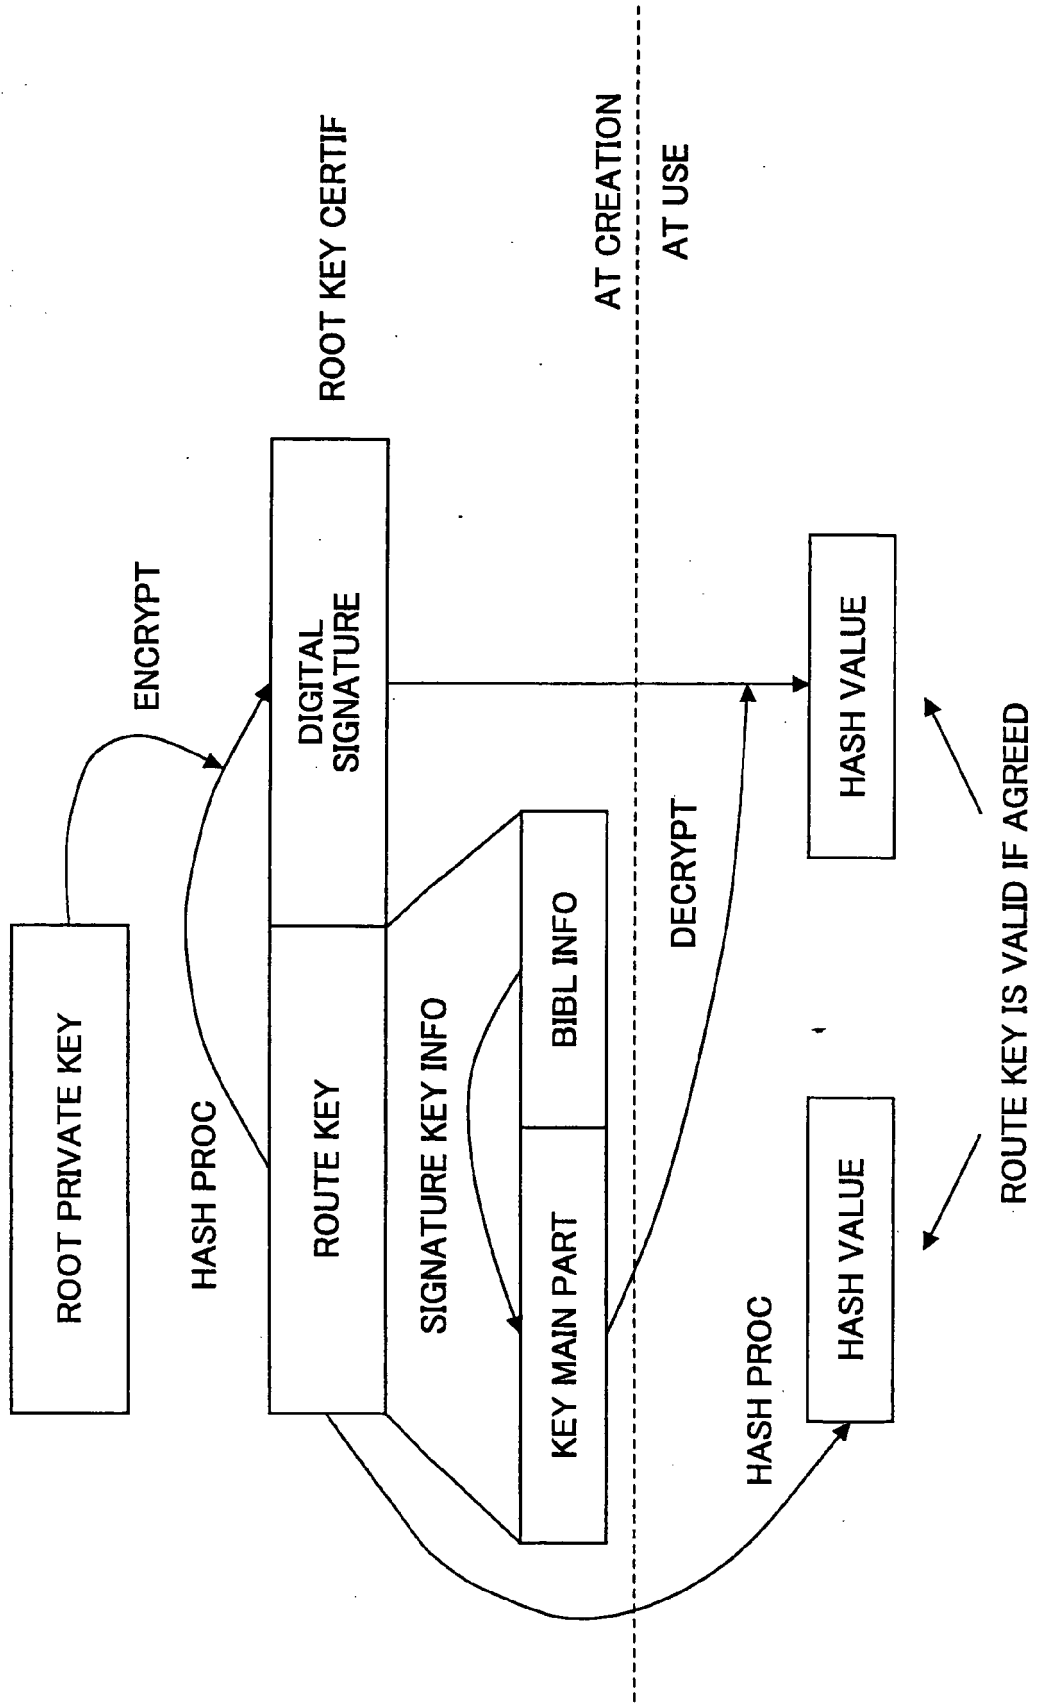 ROOT PRIVATE KEY
ENCRYPT
HASH PROC
ROUTE KEY
DIGITAL
SIGNATURE
ROOT KEY CERTIF
SIGNATURE KEY INFO
KEY MAIN PART
BIBL INFO
AT CREATION
AT USE
DECRYPT
HASH PROC
HASH VALUE
HASH VALUE
ROUTE KEY IS VALID IF AGREED